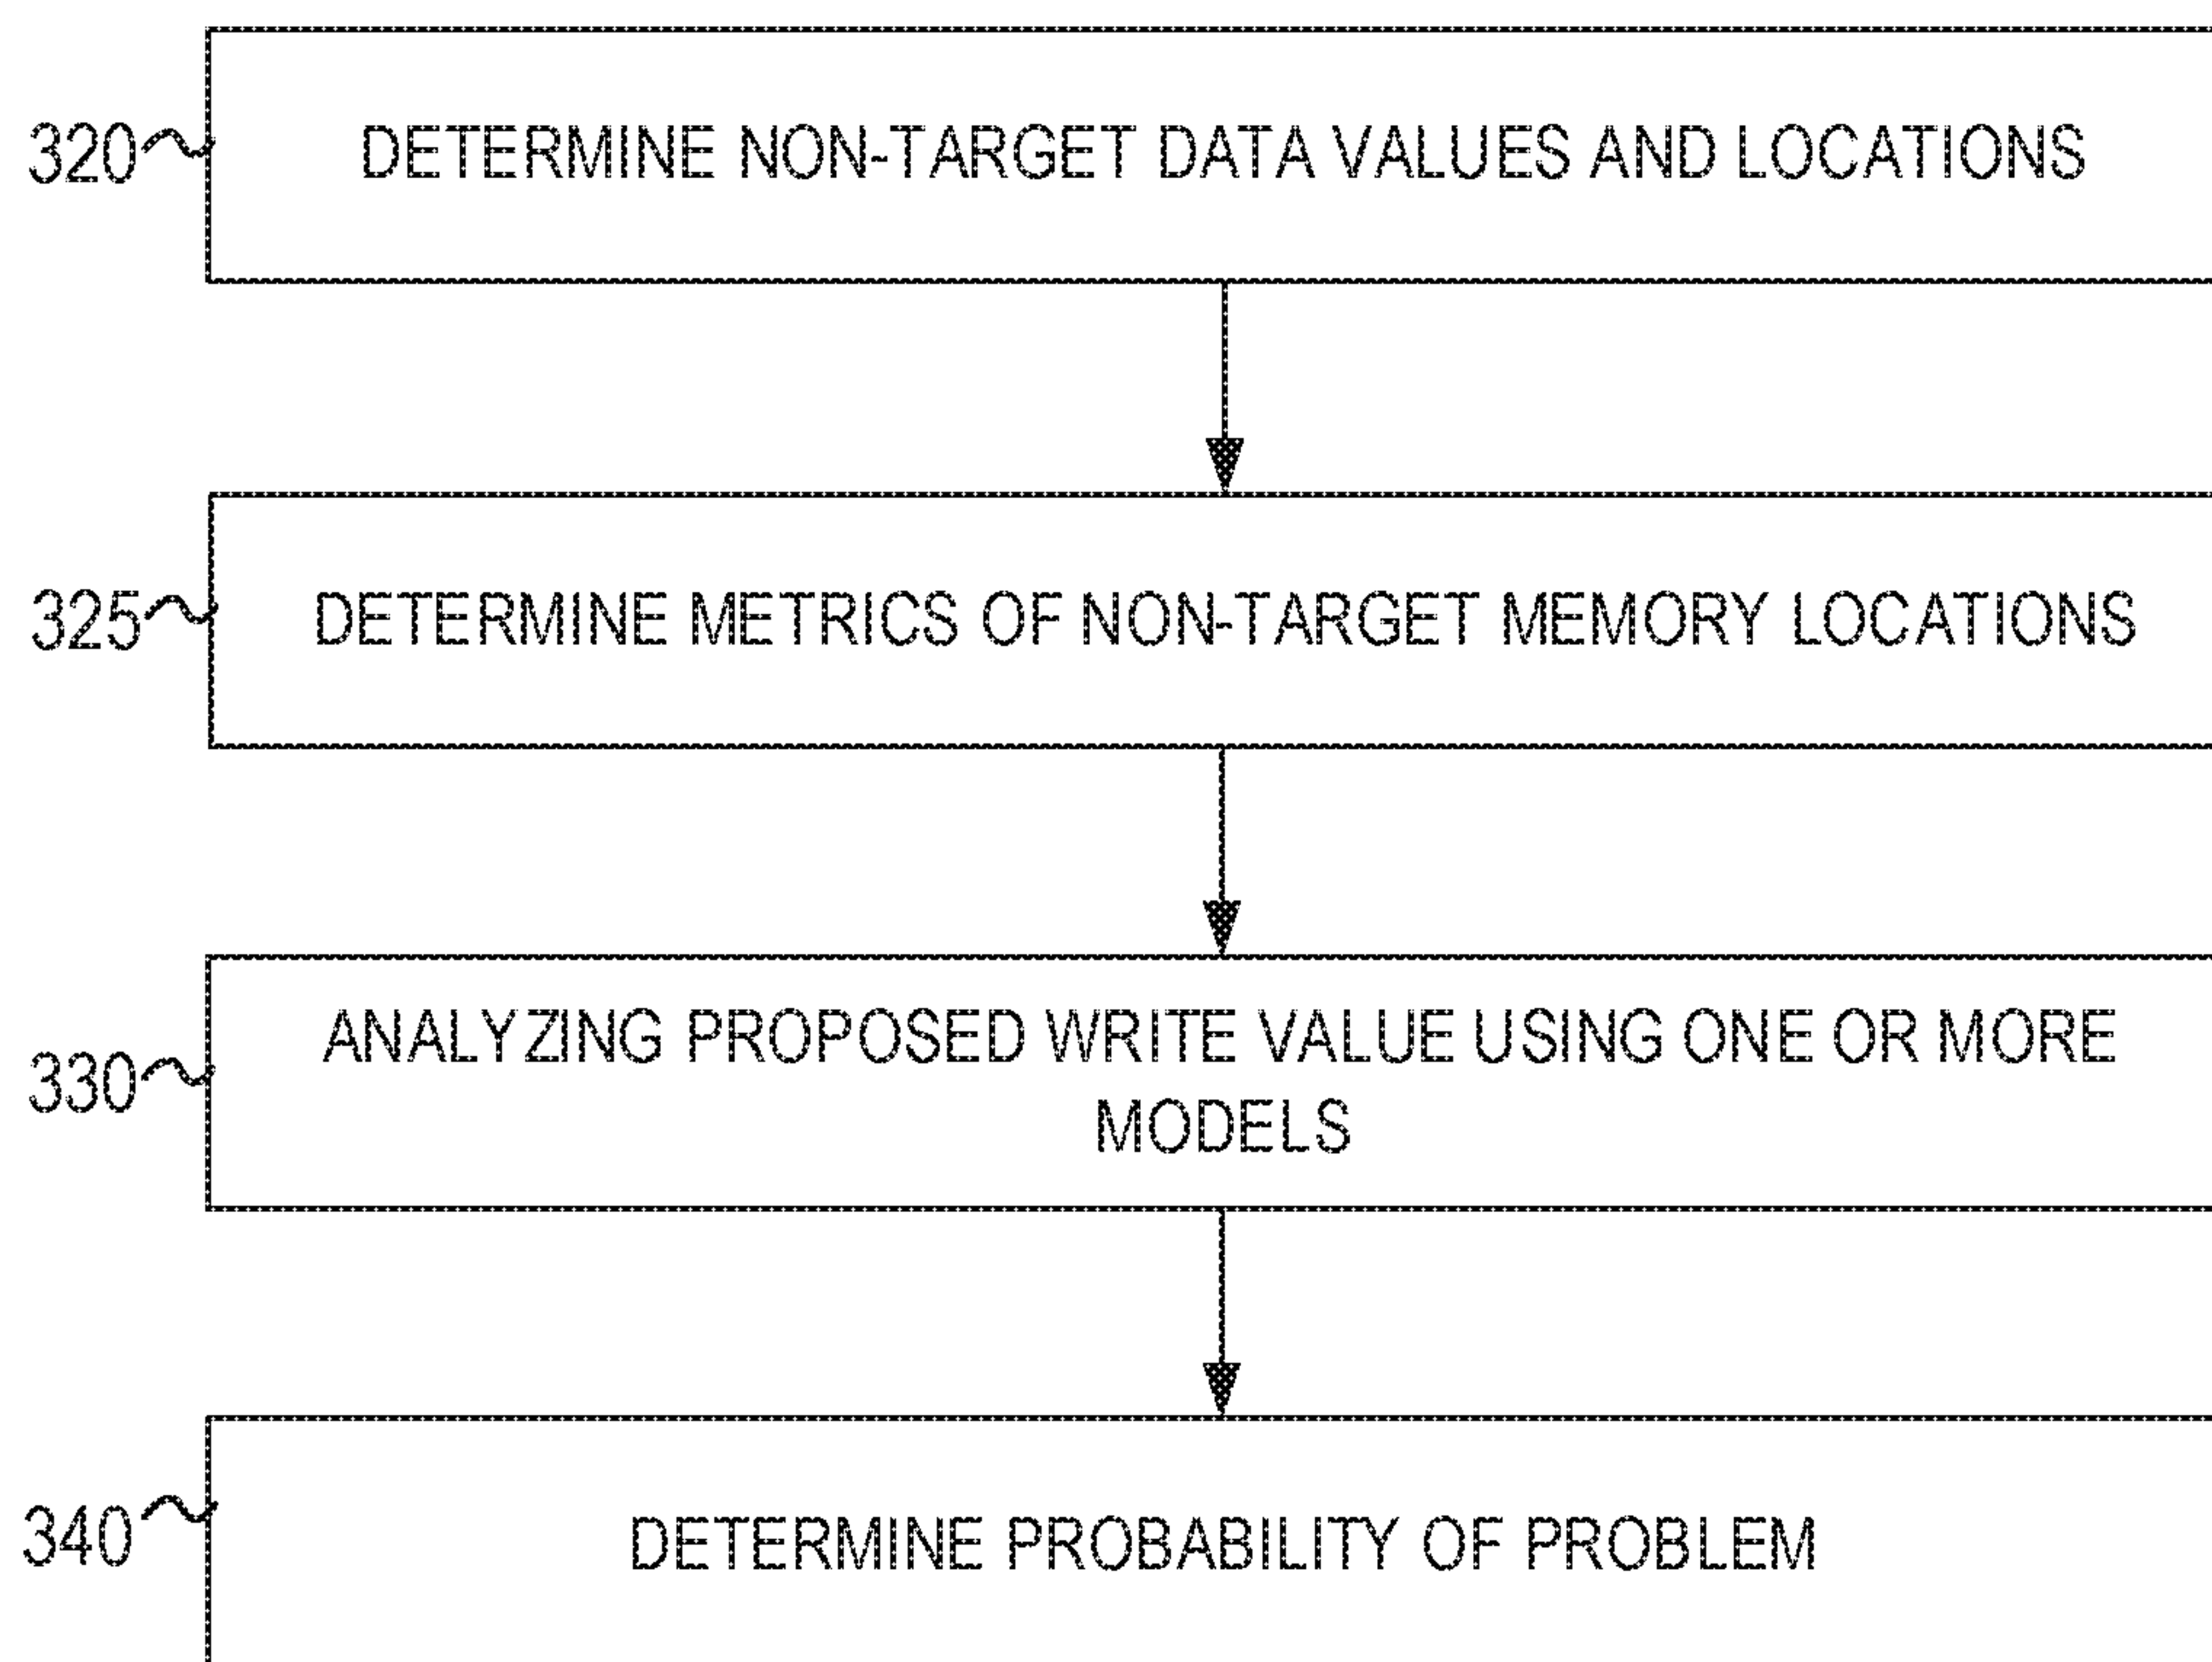 320
DETERMINE NON-TARGET DATA VALUES AND LOCATIONS
325
DETERMINE METRICS OF NON-TARGET MEMORY LOCATIONS
330
ANALYZING PROPOSED WRITE VALUE USING ONE OR MORE
MODELS
340
DETERMINE PROBABILITY OF PROBLEM